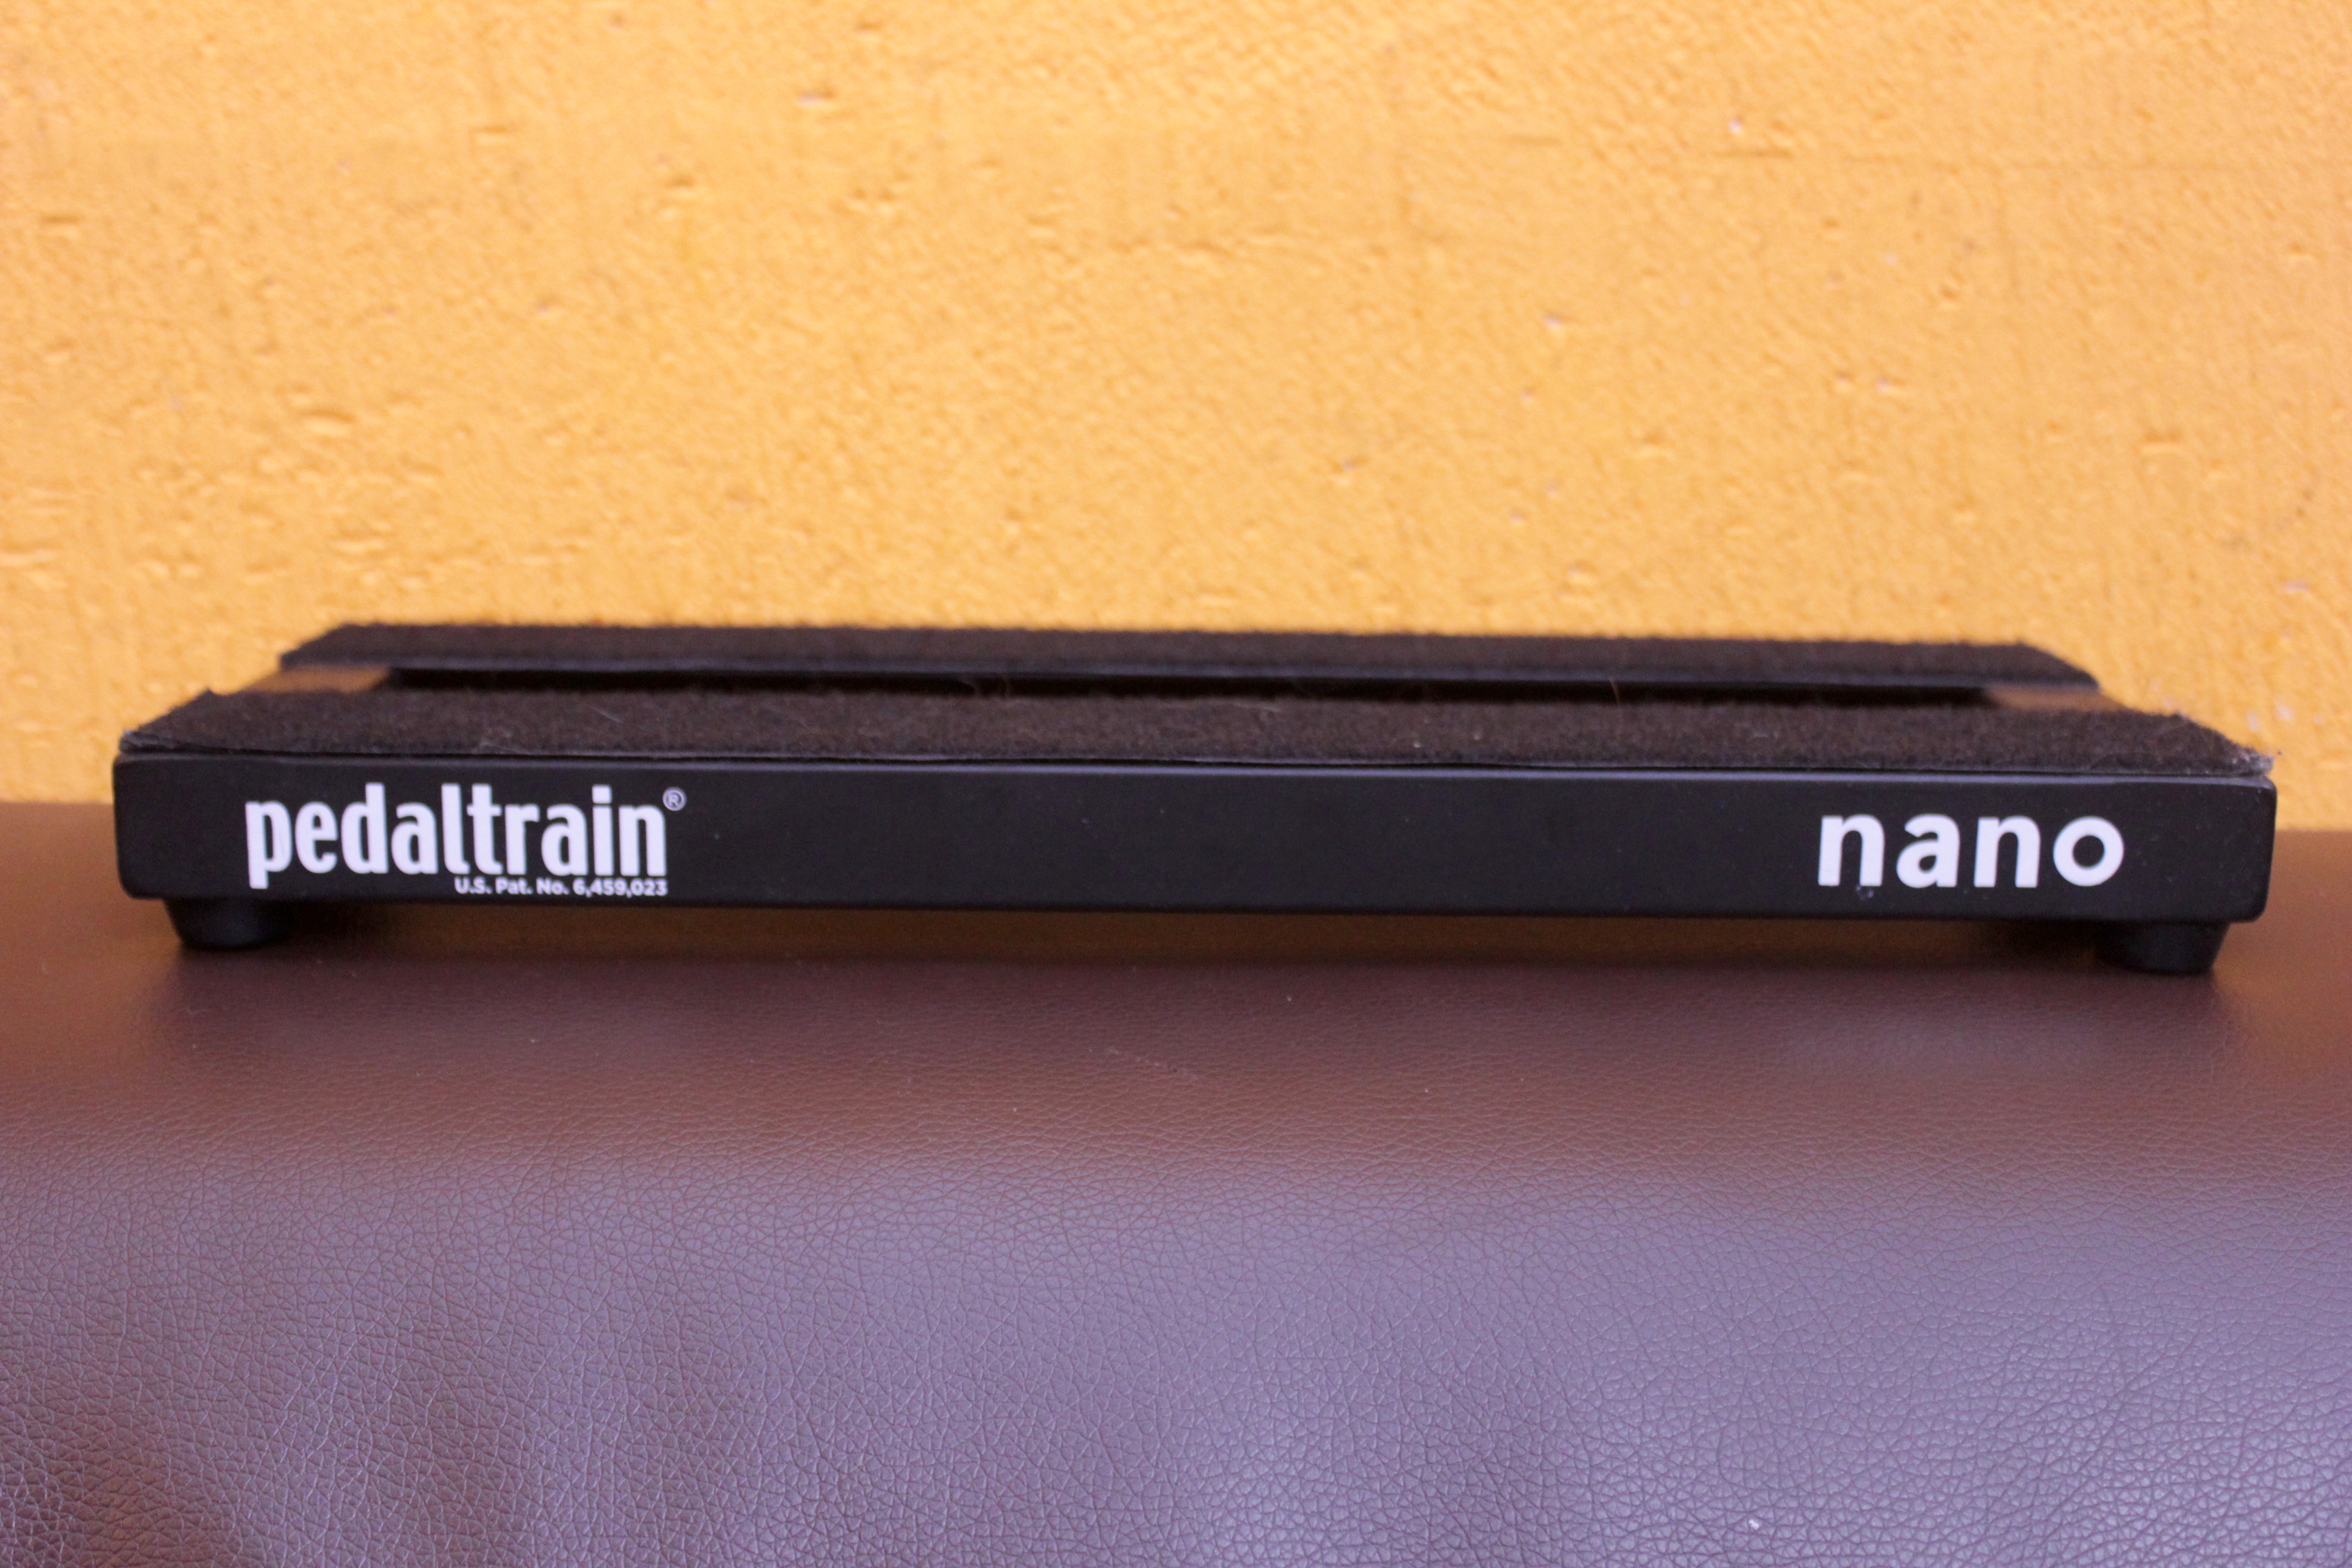 pedaltrain®
U.S. Pat. No. 6,459,023
nano